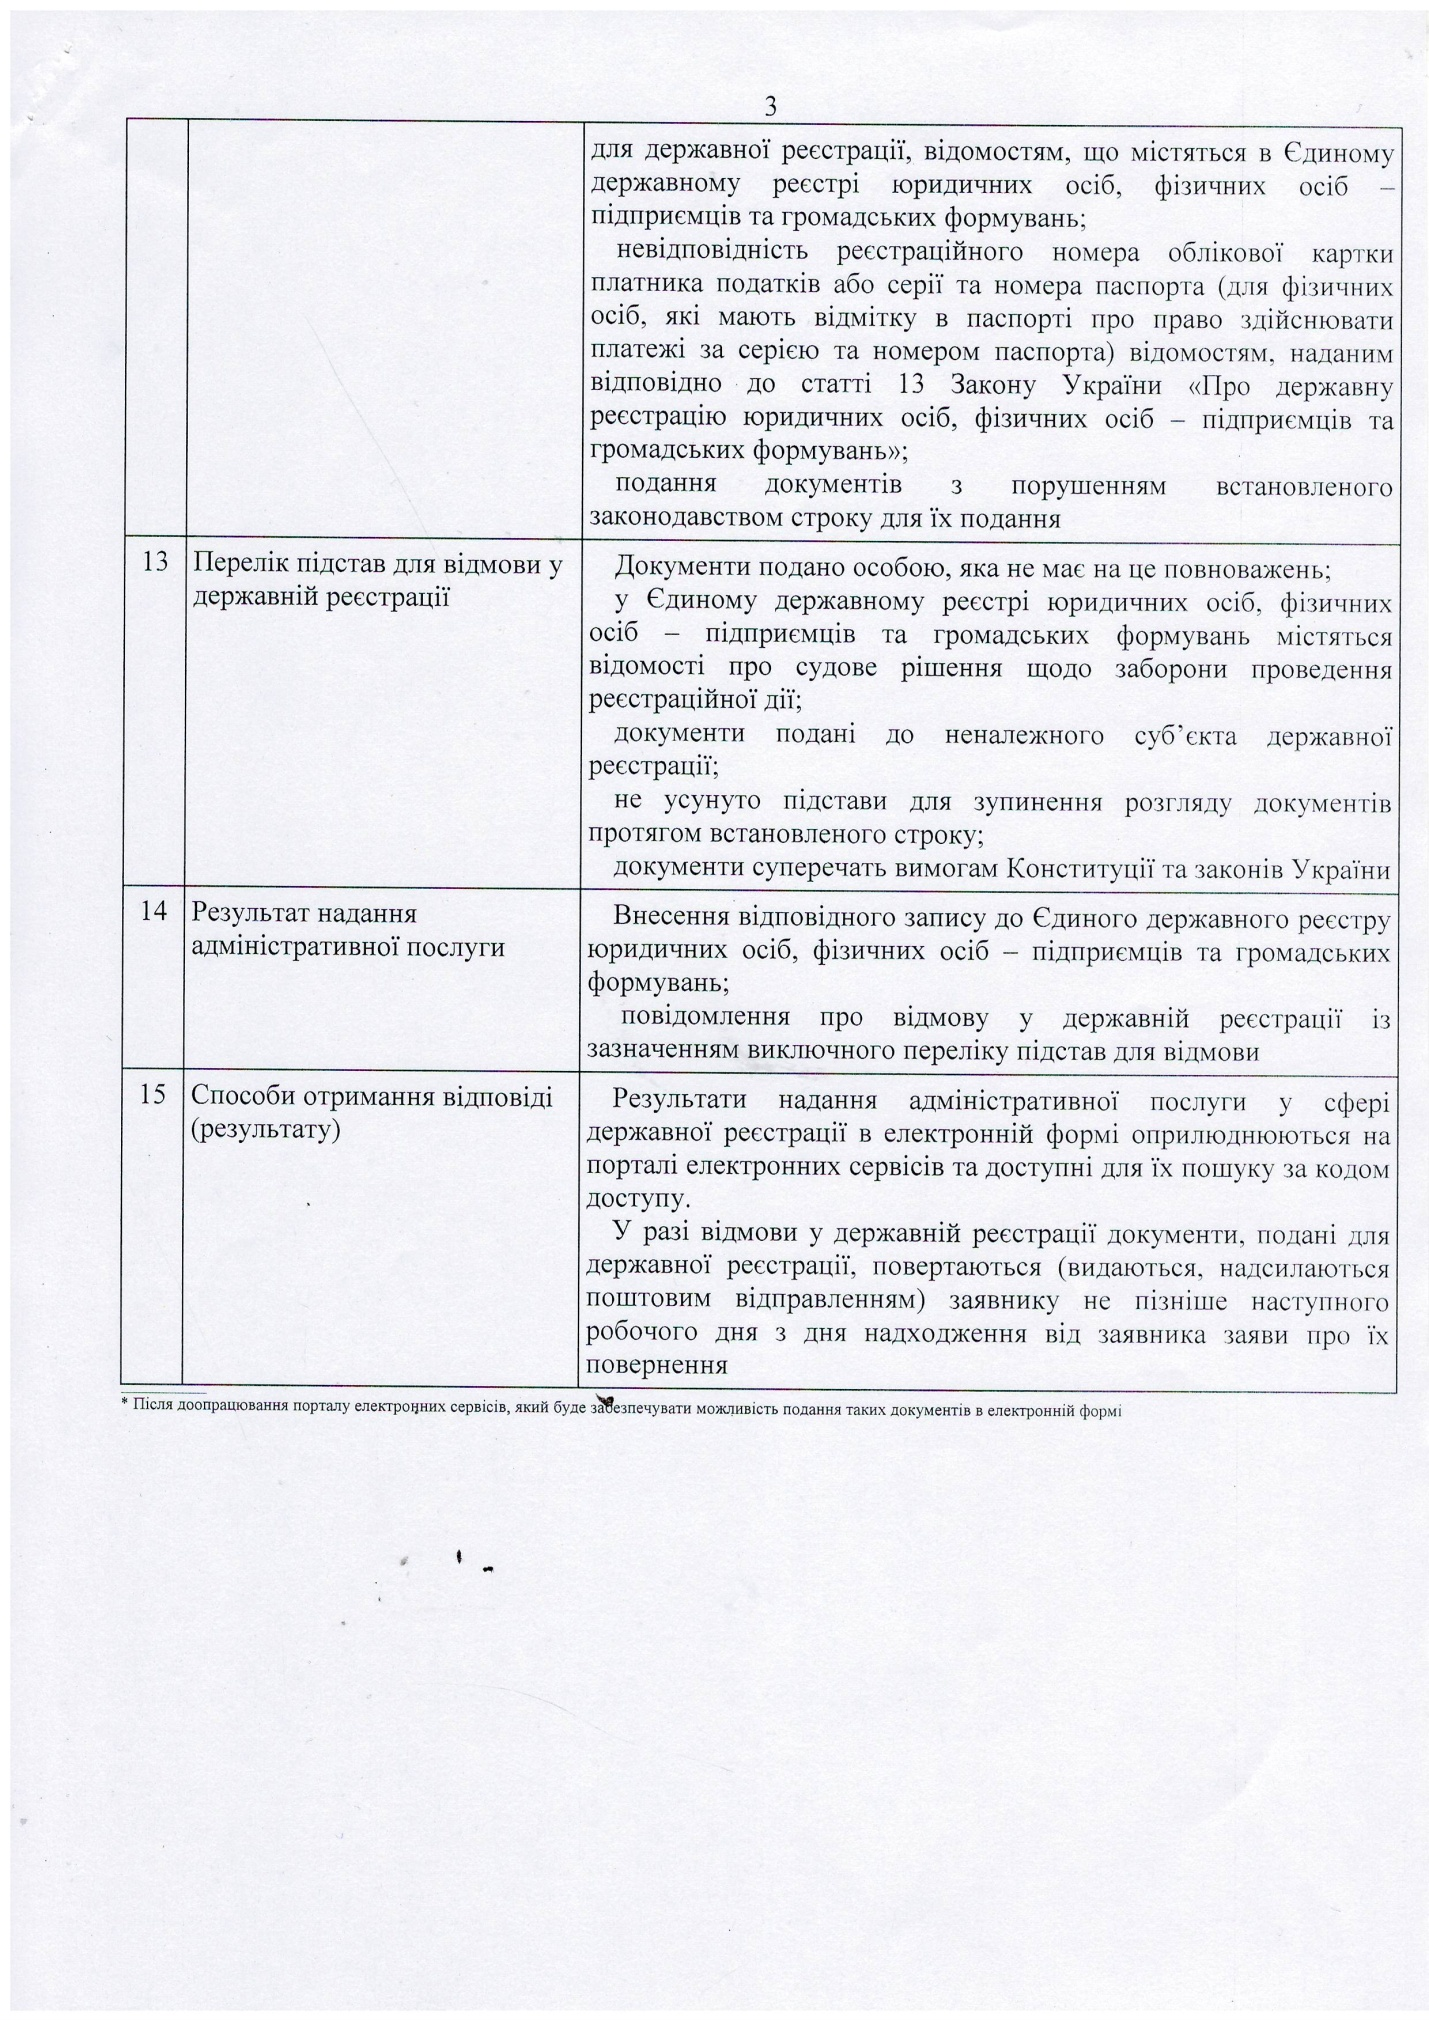 3
для державної реєстрації, відомостям, що містяться в Єдиному
державному реєстрі юридичних осіб, фізичних осіб –
підприємців та громадських формувань;
невідповідність реєстраційного номера облікової картки
платника податків або серії та номера паспорта (для фізичних
осіб, які мають відмітку в паспорті про право здійснювати
платежі за серією та номером паспорта) відомостям, наданим
відповідно до статті 13 Закону України «Про державну
реєстрацію юридичних осіб, фізичних осіб – підприємців та
громадських формувань»;
подання документів з порушенням встановленого
законодавством строку для їх подання
13
Перелік підстав для відмови у
державній реєстрації
Документи подано особою, яка не має на це повноважень;
у Єдиному державному реєстрі юридичних осіб, фізичних
осіб – підприємців та громадських формувань містяться
відомості про судове рішення щодо заборони проведення
реєстраційної дії;
документи подані до неналежного суб’єкта державної
реєстрації;
не усунуто підстави для зупинення розгляду документів
протягом встановленого строку;
документи суперечать вимогам Конституції та законів України
14
Результат надання
адміністративної послуги
Внесення відповідного запису до Єдиного державного реєстру
юридичних осіб, фізичних осіб – підприємців та громадських
формувань;
повідомлення про відмову у державній реєстрації із
зазначенням виключного переліку підстав для відмови
15
Способи отримання відповіді
(результату)
Результати надання адміністративної послуги у сфері
державної реєстрації в електронній формі оприлюднюються на
порталі електронних сервісів та доступні для їх пошуку за кодом
доступу.
У разі відмови у державній реєстрації документи, подані для
державної реєстрації, повертаються (видаються, надсилаються
поштовим відправленням) заявнику не пізніше наступного
робочого дня з дня надходження від заявника заяви про їх
повернення
* Після доопрацювання порталу електронних сервісів, який буде забезпечувати можливість подання таких документів в електронній формі